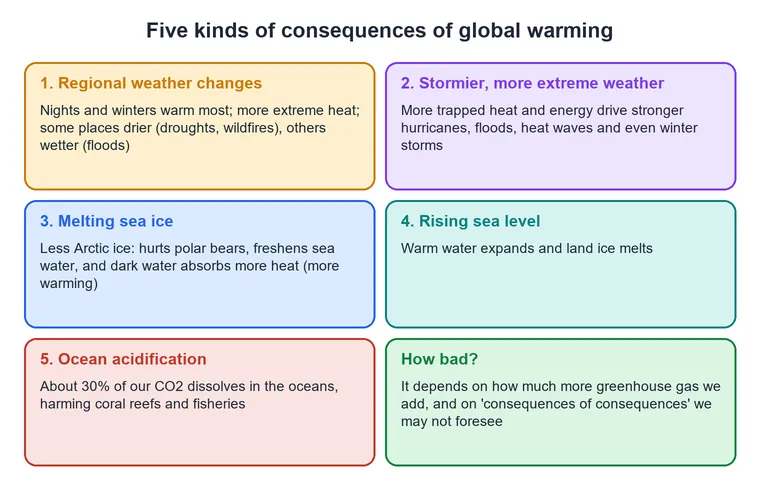 Five kinds of consequences of global warming
1. Regional weather changes
Nights and winters warm most; more extreme heat;
some places drier (droughts, wildfires), others
wetter (floods)
2. Stormier, more extreme weather
More trapped heat and energy drive stronger
hurricanes, floods, heat waves and even winter
storms
3. Melting sea ice
Less Arctic ice: hurts polar bears, freshens sea
water, and dark water absorbs more heat (more
warming)
4. Rising sea level
Warm water expands and land ice melts
5. Ocean acidification
About 30% of our CO2 dissolves in the oceans,
harming coral reefs and fisheries
How bad?
It depends on how much more greenhouse gas we
add, and on 'consequences of consequences' we
may not foresee